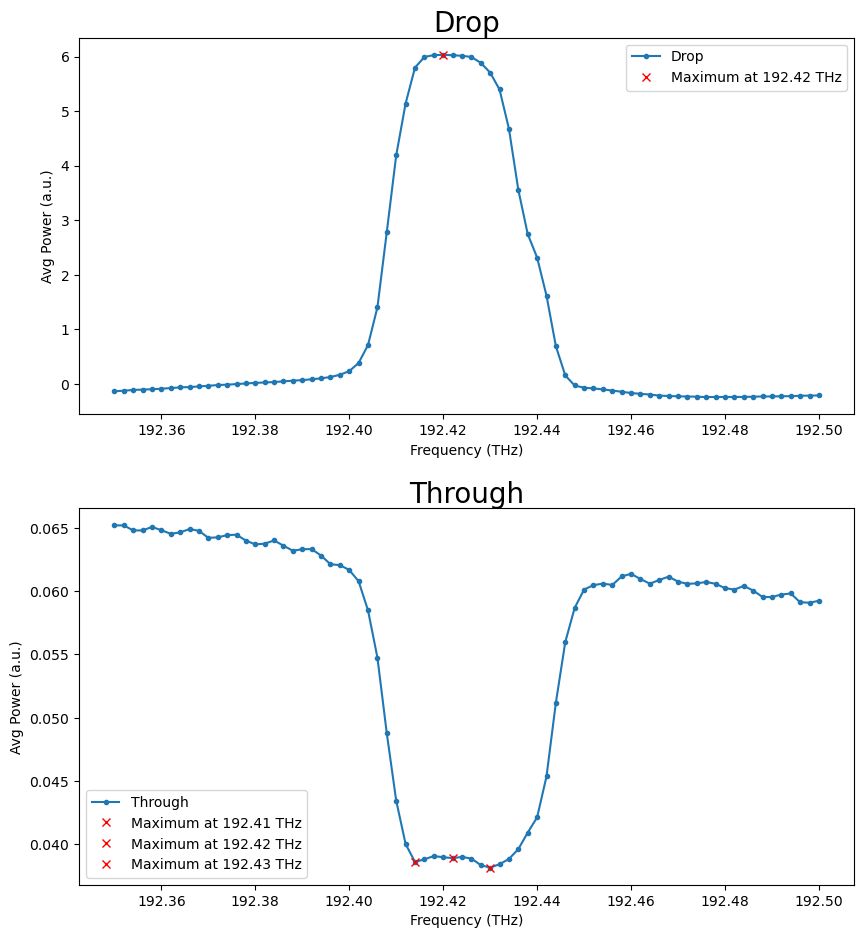 Drop
6
5
4
3
2
1
0
Avg Power (a.u.)
Drop
Maximum at 192.42 THz
192.36 192.38 192.40 192.42 192.44 192.46 192.48 192.50
Frequency (THz)
Through
0.065
0.060
0.055
0.050
0.045
0.040
Avg Power (a.u.)
Through
Maximum at 192.41 THz
Maximum at 192.42 THz
Maximum at 192.43 THz
192.36 192.38 192.40 192.42 192.44 192.46 192.48 192.50
Frequency (THz)